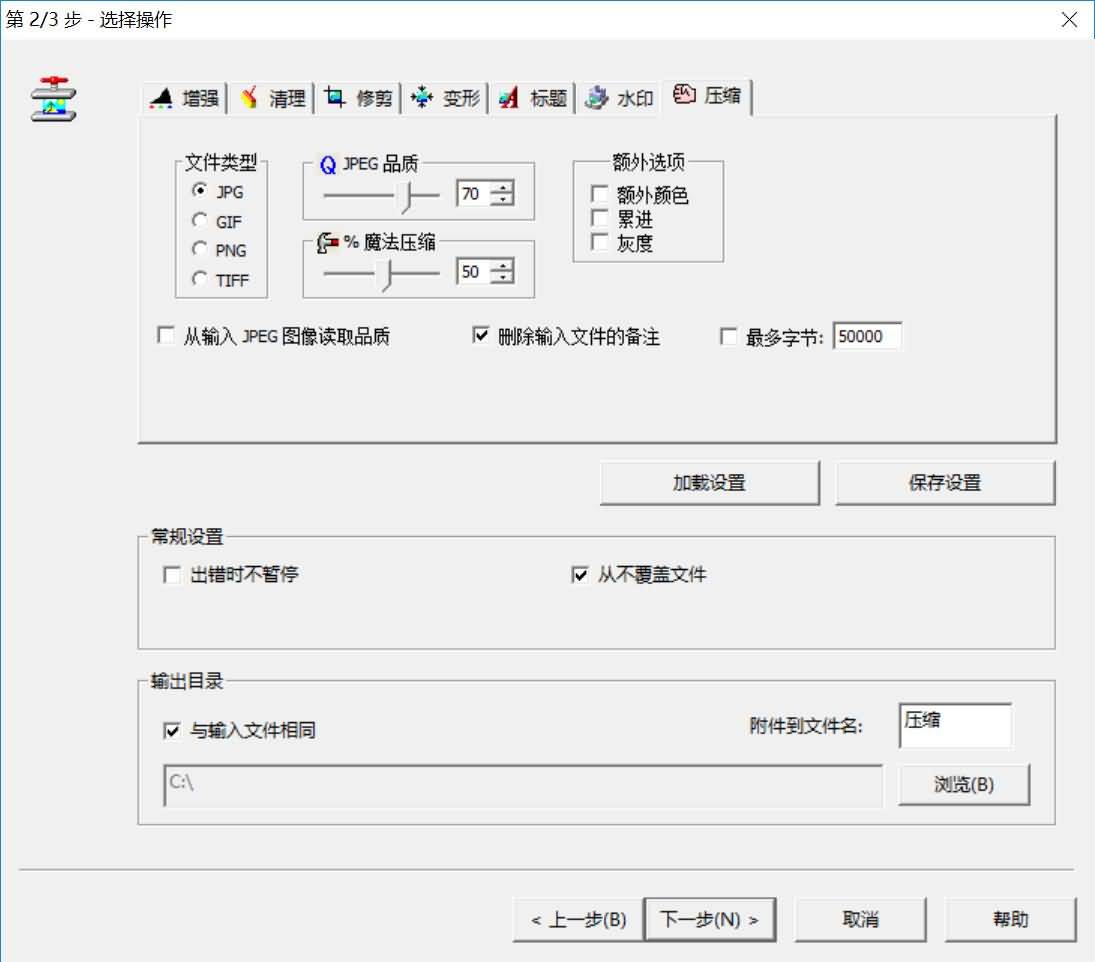 第 2/3 步 - 选择操作
增强 清理 修剪 变形 标题 水印 压缩
文件类型
JPG
GIF
PNG
TIFF
Q JPEG 品质
70
% 魔法压缩
50
额外选项
额外颜色
累进
灰度
从输入 JPEG 图像读取品质
删除输入文件的备注
最多字节: 50000
加载设置
保存设置
常规设置
出错时不暂停
从不覆盖文件
输出目录
与输入文件相同
附件到文件名: 压缩
C:\
浏览(B)
< 上一步(B)
下一步(N) >
取消
帮助